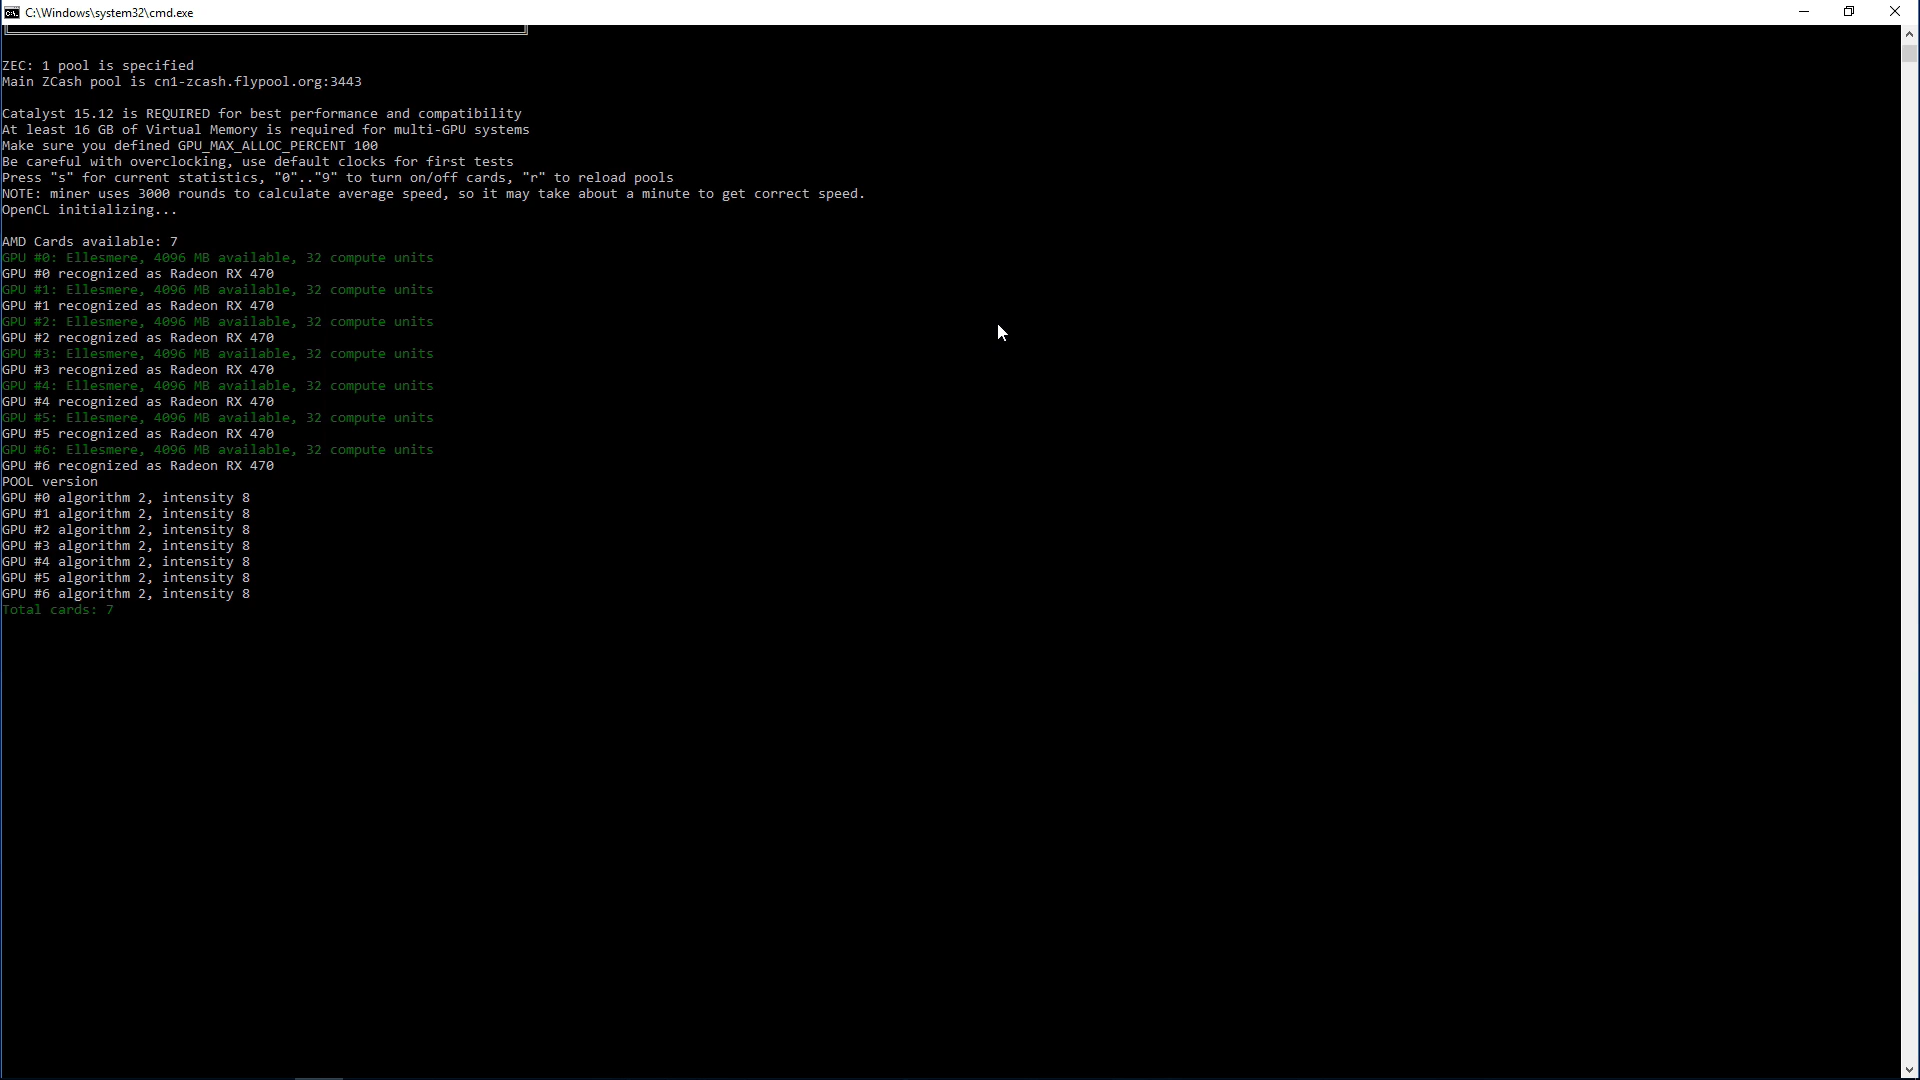 C:\Windows\system32\cmd.exe
ZEC: 1 pool is specified
Main ZCash pool is cn1-zcash.flypool.org:3443
Catalyst 15.12 is REQUIRED for best performance and compatibility
At least 16 GB of Virtual Memory is required for multi-GPU systems
Make sure you defined GPU_MAX_ALLOC_PERCENT 100
Be careful with overclocking, use default clocks for first tests
Press "s" for current statistics, "0".."9" to turn on/off cards, "r" to reload pools
NOTE: miner uses 3000 rounds to calculate average speed, so it may take about a minute to get correct speed.
OpenCL initializing...
AMD Cards available: 7
GPU #0: Ellesmere, 4096 MB available, 32 compute units
GPU #0 recognized as Radeon RX 470
GPU #1: Ellesmere, 4096 MB available, 32 compute units
GPU #1 recognized as Radeon RX 470
GPU #2: Ellesmere, 4096 MB available, 32 compute units
GPU #2 recognized as Radeon RX 470
GPU #3: Ellesmere, 4096 MB available, 32 compute units
GPU #3 recognized as Radeon RX 470
GPU #4: Ellesmere, 4096 MB available, 32 compute units
GPU #4 recognized as Radeon RX 470
GPU #5: Ellesmere, 4096 MB available, 32 compute units
GPU #5 recognized as Radeon RX 470
GPU #6: Ellesmere, 4096 MB available, 32 compute units
GPU #6 recognized as Radeon RX 470
POOL version
GPU #0 algorithm 2, intensity 8
GPU #1 algorithm 2, intensity 8
GPU #2 algorithm 2, intensity 8
GPU #3 algorithm 2, intensity 8
GPU #4 algorithm 2, intensity 8
GPU #5 algorithm 2, intensity 8
GPU #6 algorithm 2, intensity 8
Total cards: 7